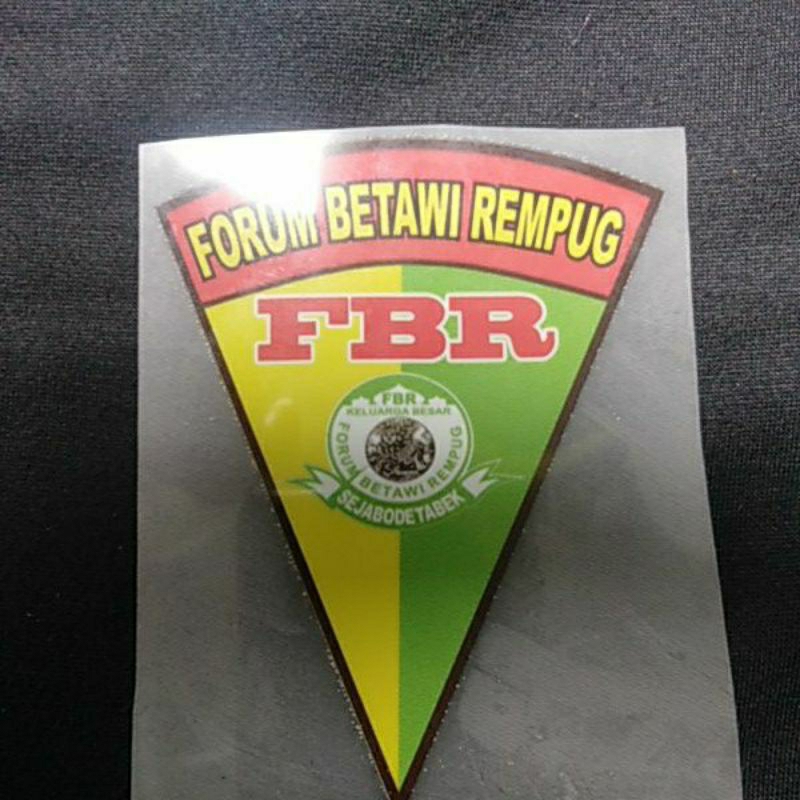 FORUM BETAWI REMPUG
FBR
FBR
KELUARGA BESAR
FORUM BETAWI REMPUG
SEJABODETABEK